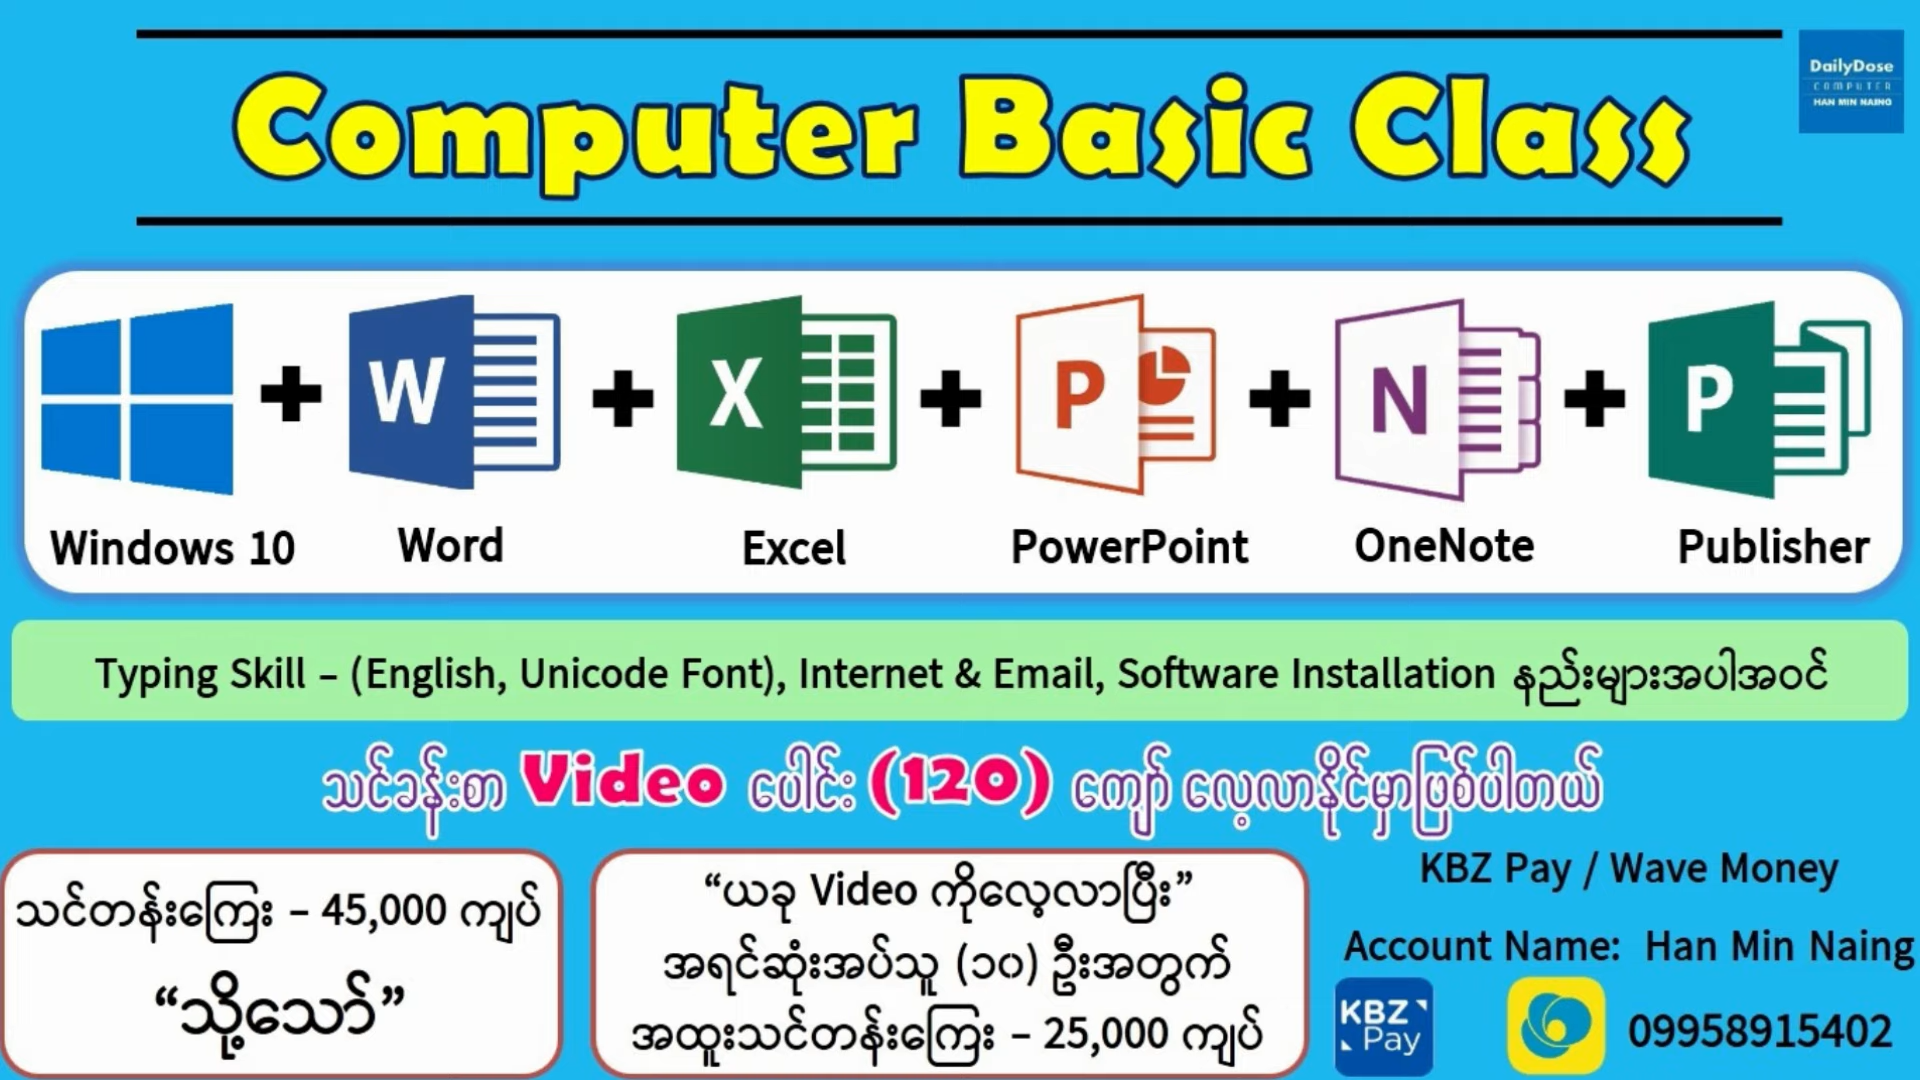 Computer Basic Class
DailyDose
COMPUTER
HAN MIN NAING
W
X
P
N
P
Windows 10
Word
Excel
PowerPoint
OneNote
Publisher
Typing Skill – (English, Unicode Font), Internet & Email, Software Installation နည်းများအပါအဝင်
သင်ခန်းစာ Video ပေါင်း (120) ကျော် လေ့လာနိုင်မှာဖြစ်ပါတယ်
သင်တန်းကြေး – 45,000 ကျပ်
“သို့သော်”
“ယခု Video ကိုလေ့လာပြီး”
အရင်ဆုံးအပ်သူ (၁၀) ဦးအတွက်
အထူးသင်တန်းကြေး – 25,000 ကျပ်
KBZ Pay / Wave Money
Account Name: Han Min Naing
KBZ
Pay
09958915402